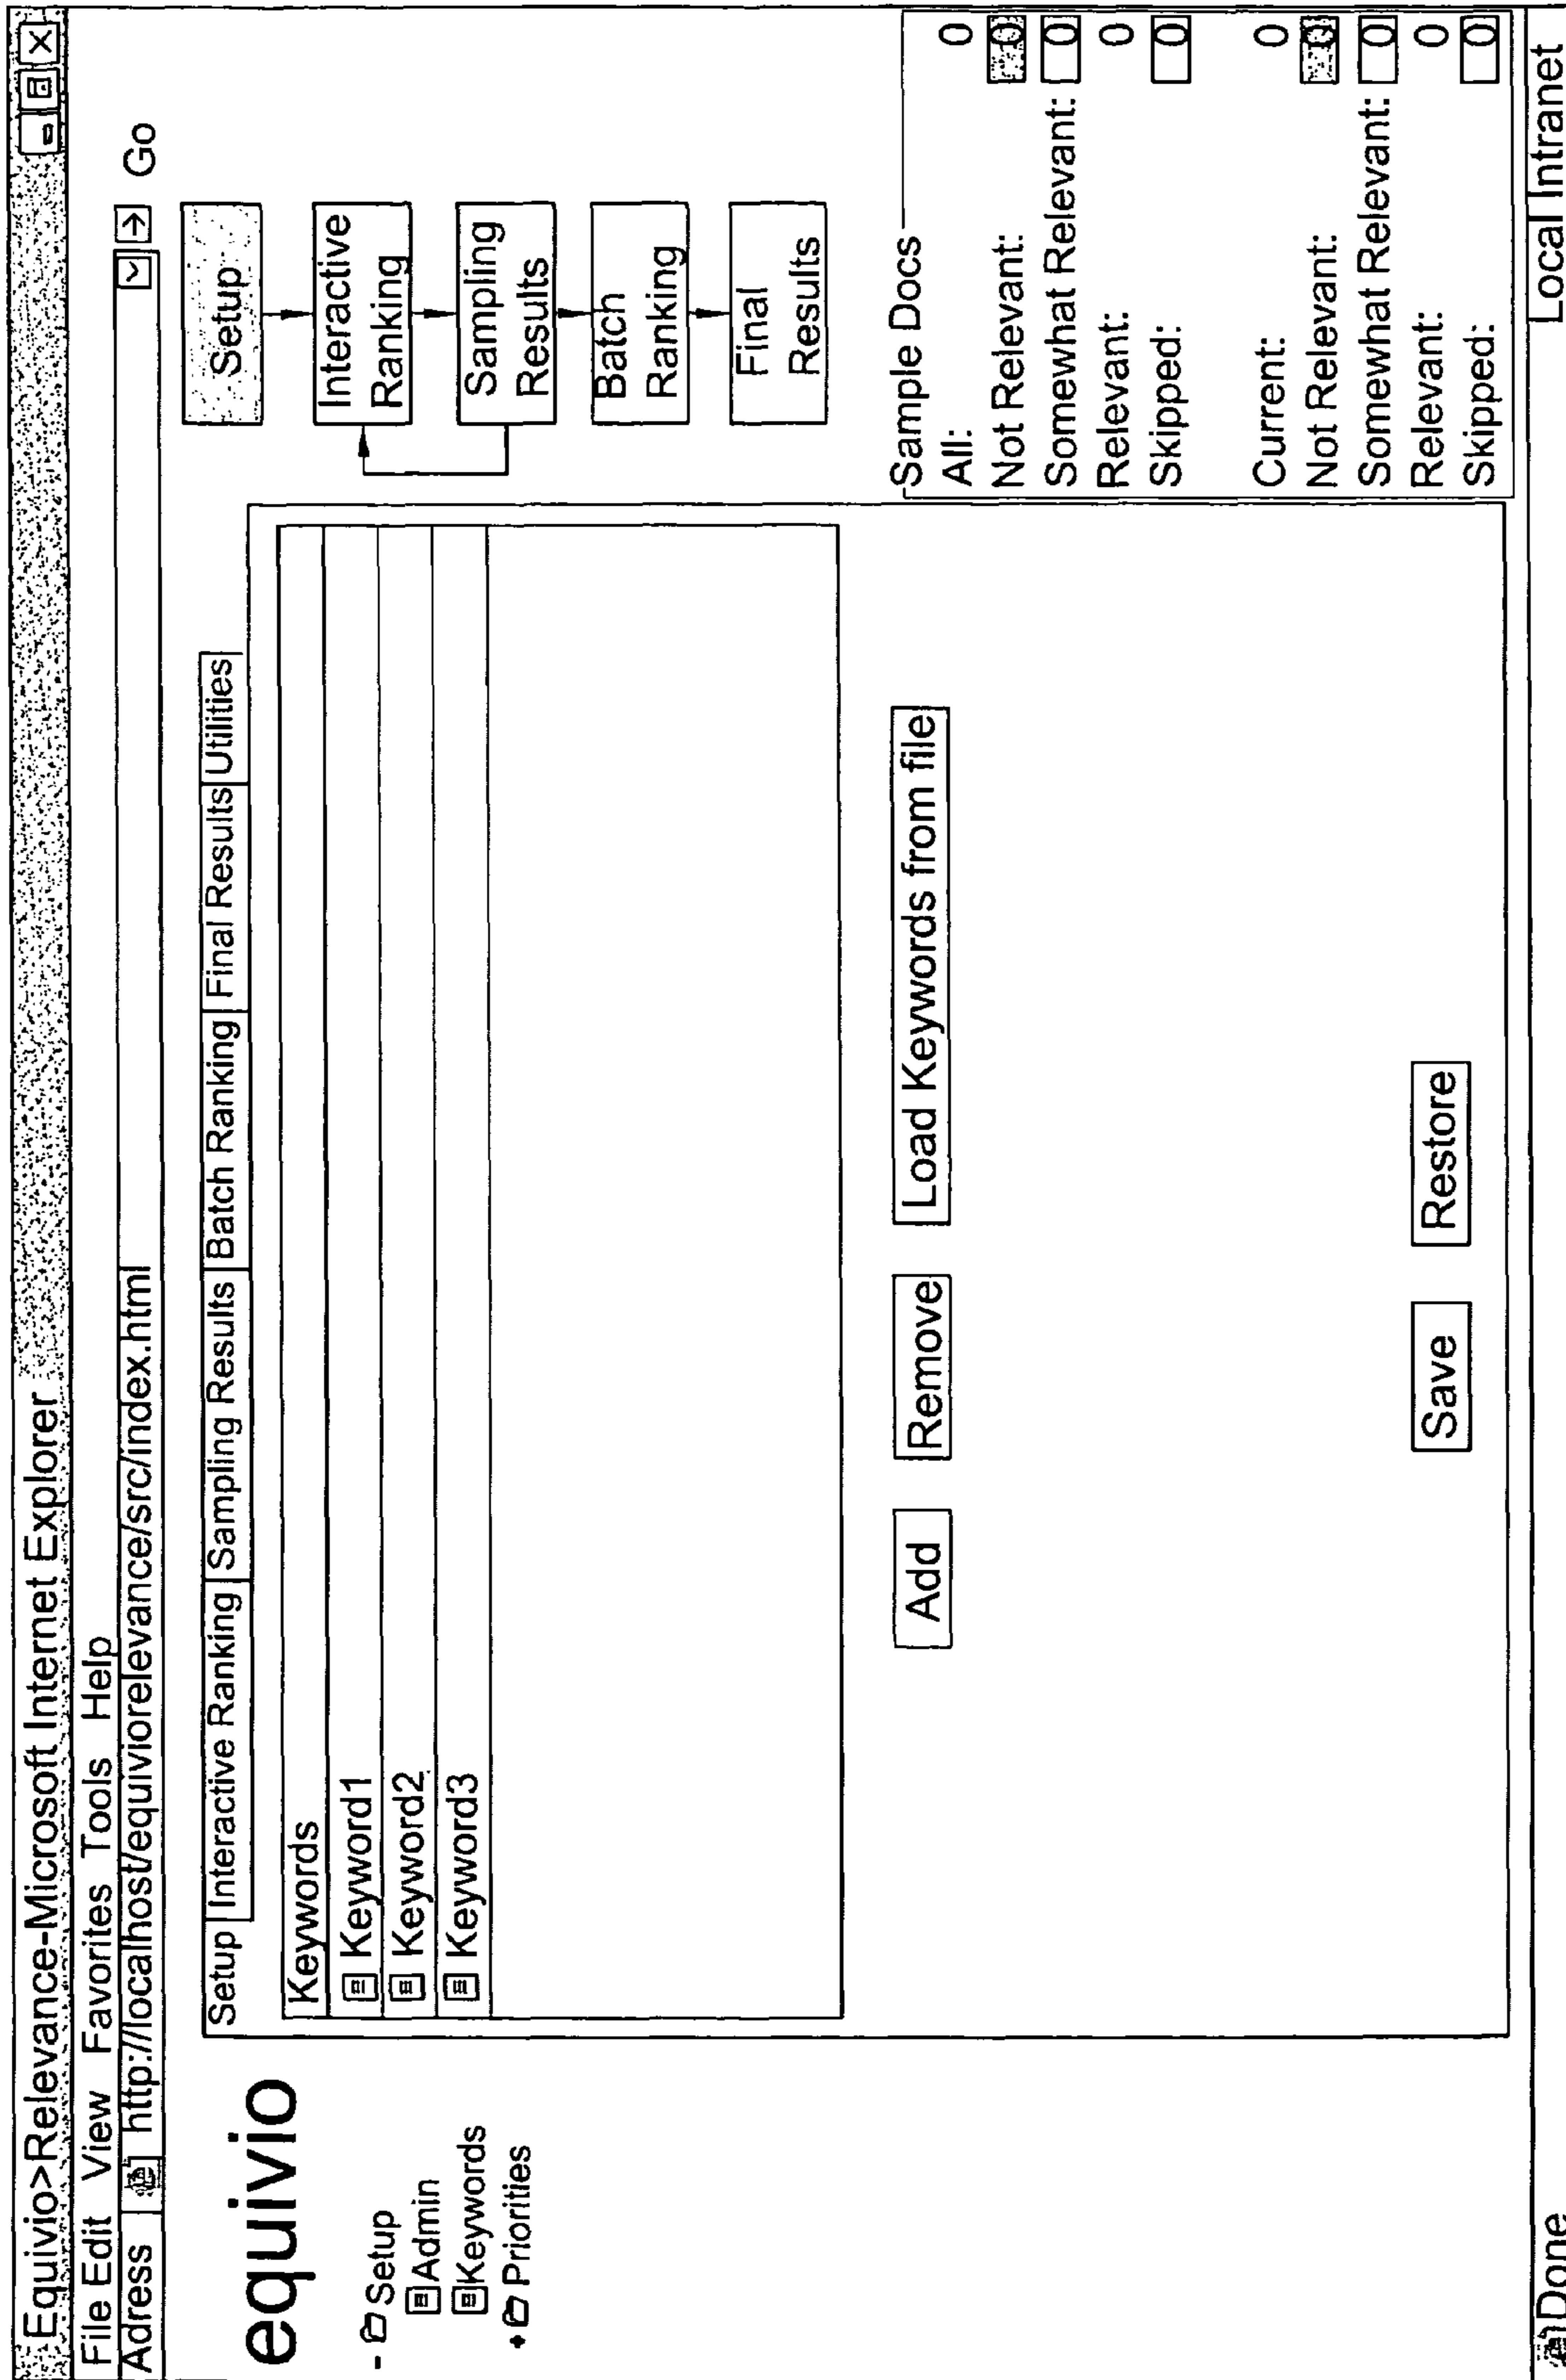 Equivio>Relevance-Microsoft Internet Explorer
File Edit View Favorites Tools Help
Adress http://localhost/equiviorelevance/src/index.html Go
equivio
- Setup
Admin
Keywords
+ Priorities
Setup Interactive Ranking Sampling Results Batch Ranking Final Results Utilities
Keywords
Keyword1
Keyword2
Keyword3
Add Remove Load Keywords from file
Save Restore
Setup
Interactive
Ranking
Sampling
Results
Batch
Ranking
Final
Results
Sample Docs
All: 0
Not Relevant: 0
Somewhat Relevant: 0
Relevant: 0
Skipped: 0
Current: 0
Not Relevant: 0
Somewhat Relevant: 0
Relevant: 0
Skipped: 0
Done Local Intranet